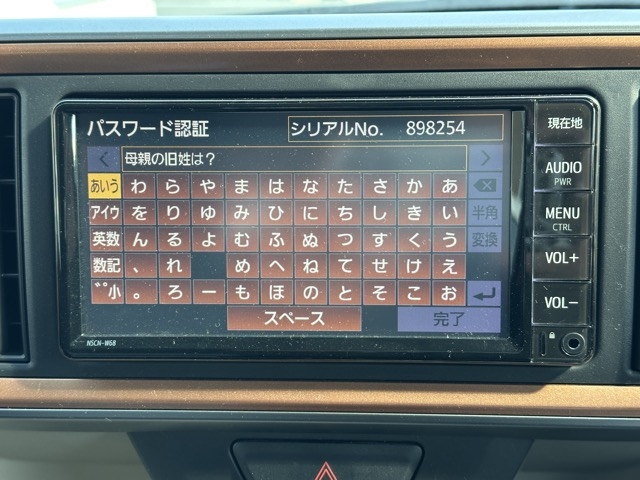 パスワード認証 シリアルNo. 898254
母親の旧姓は?
あいう わ ら や ま は な た さ か あ
アイウ を り ゆ み ひ に ち し き い 半角
英数 ん る よ む ふ ぬ つ す く う 変換
数記 、 れ め へ ね て せ け え
゛゜小 。 ろ ー も ほ の と そ こ お
スペース 完了
NSCN-W68
現在地
AUDIO
PWR
MENU
CTRL
VOL+
VOL-